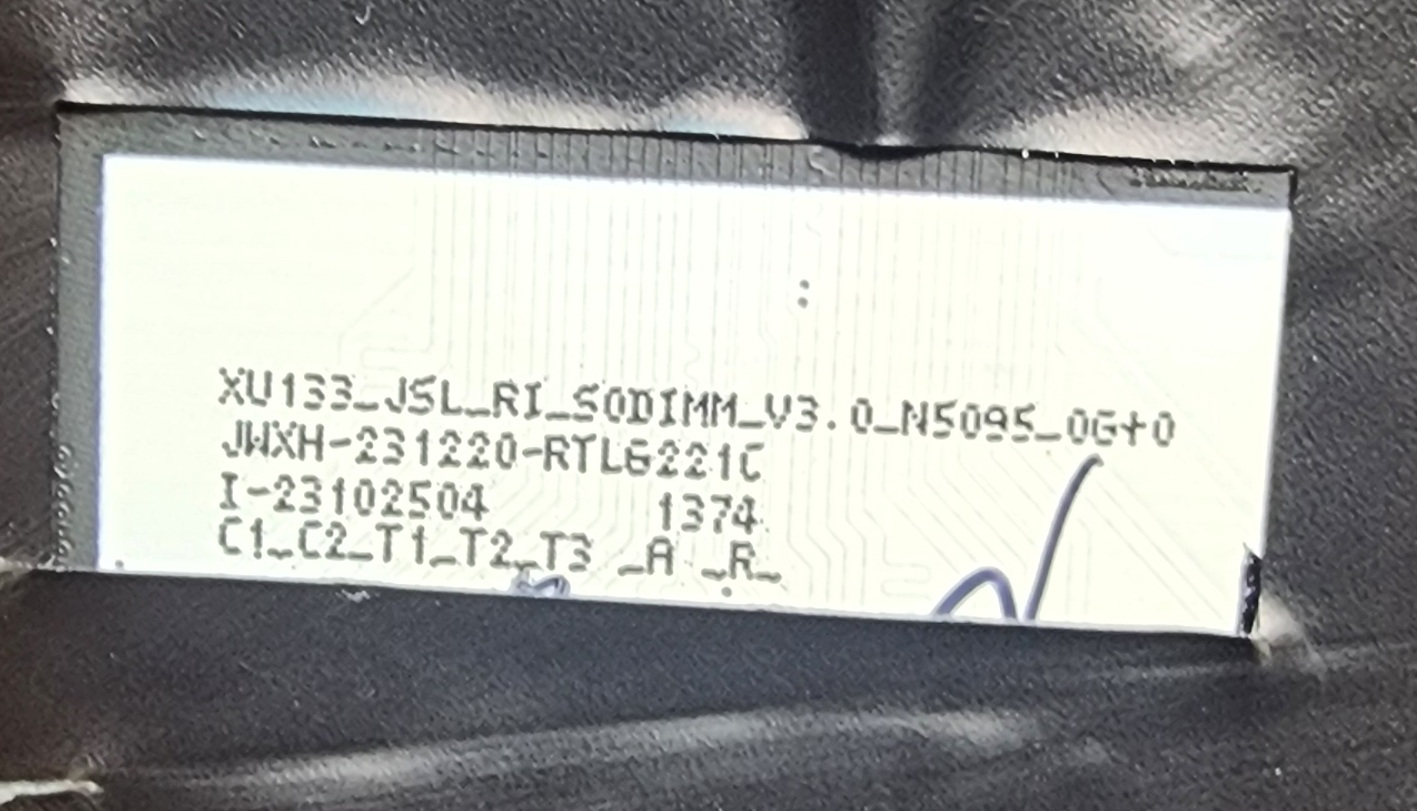 XU133_JSL_RI_SODIMM_V3.0_N5095_0G+0
JWXH-231220-RTL6221C
I-23102504 1374
C1_C2_T1_T2_T3 _A _R_